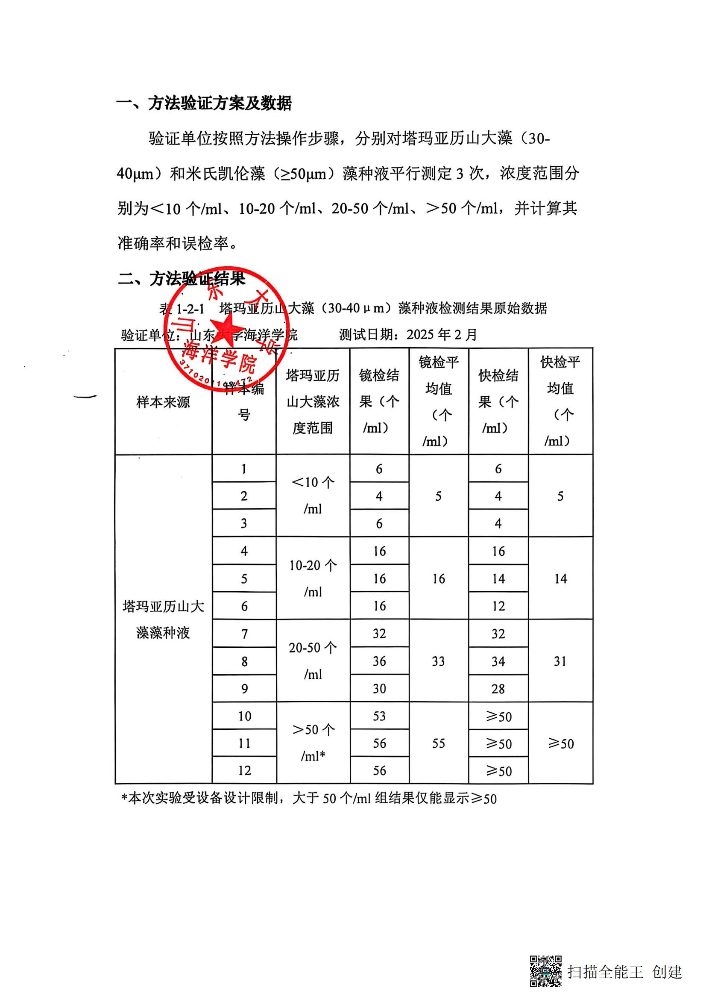 一、方法验证方案及数据
验证单位按照方法操作步骤，分别对塔玛亚历山大藻（30-
40μm）和米氏凯伦藻（≥50μm）藻种液平行测定 3 次，浓度范围分
别为＜10 个/ml、10-20 个/ml、20-50 个/ml、＞50 个/ml，并计算其
准确率和误检率。
二、方法验证结果
表 1-2-1 塔玛亚历山大藻（30-40μm）藻种液检测结果原始数据
验证单位：山东大学海洋学院 测试日期：2025 年 2 月
山东大学
海洋学院
样本来源
样本编
号
塔玛亚历
山大藻浓
度范围
镜检结
果（个
/ml）
镜检平
均值
（个
/ml）
快检结
果（个
/ml）
快检平
均值
（个
/ml）
塔玛亚历山大
藻藻种液
1 ＜10 个/ml 6 5 6 5
2 4 4
3 6 4
4 10-20 个/ml 16 16 16 14
5 16 14
6 16 12
7 20-50 个/ml 32 33 32 31
8 36 34
9 30 28
10 ＞50 个/ml* 53 55 ≥50 ≥50
11 56 ≥50
12 56 ≥50
*本次实验受设备设计限制，大于 50 个/ml 组结果仅能显示≥50
CS
扫描全能王 创建